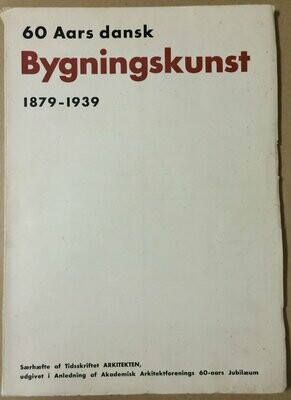 60 Aars dansk
Bygningskunst
1879-1939
Særhæfte af Tidsskriftet ARKITEKTEN,
udgivet i Anledning af Akademisk Arkitektforenings 60-aars Jubilæum